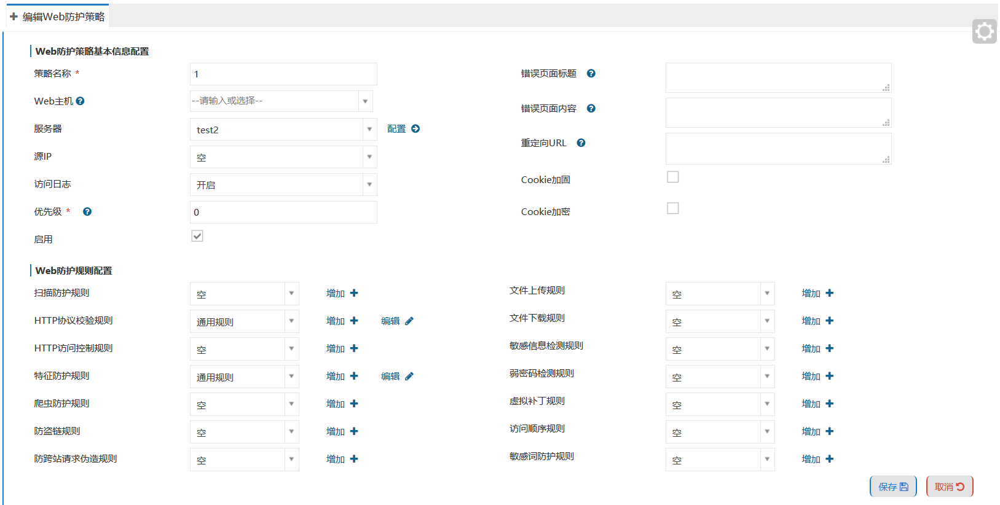 编辑Web防护策略
Web防护策略基本信息配置
策略名称 * 1
错误页面标题
Web主机 --请输入或选择--
错误页面内容
服务器 test2 配置
重定向URL
源IP 空
访问日志 开启
Cookie加固
优先级 * 0
Cookie加密
启用
Web防护规则配置
扫描防护规则 空 增加
文件上传规则 空 增加
HTTP协议校验规则 通用规则 增加 编辑
文件下载规则 空 增加
HTTP访问控制规则 空 增加
敏感信息检测规则 空 增加
特征防护规则 通用规则 增加 编辑
弱密码检测规则 空 增加
爬虫防护规则 空 增加
虚拟补丁规则 空 增加
防盗链规则 空 增加
访问顺序规则 空 增加
防跨站请求伪造规则 空 增加
敏感词防护规则 空 增加
保存 取消